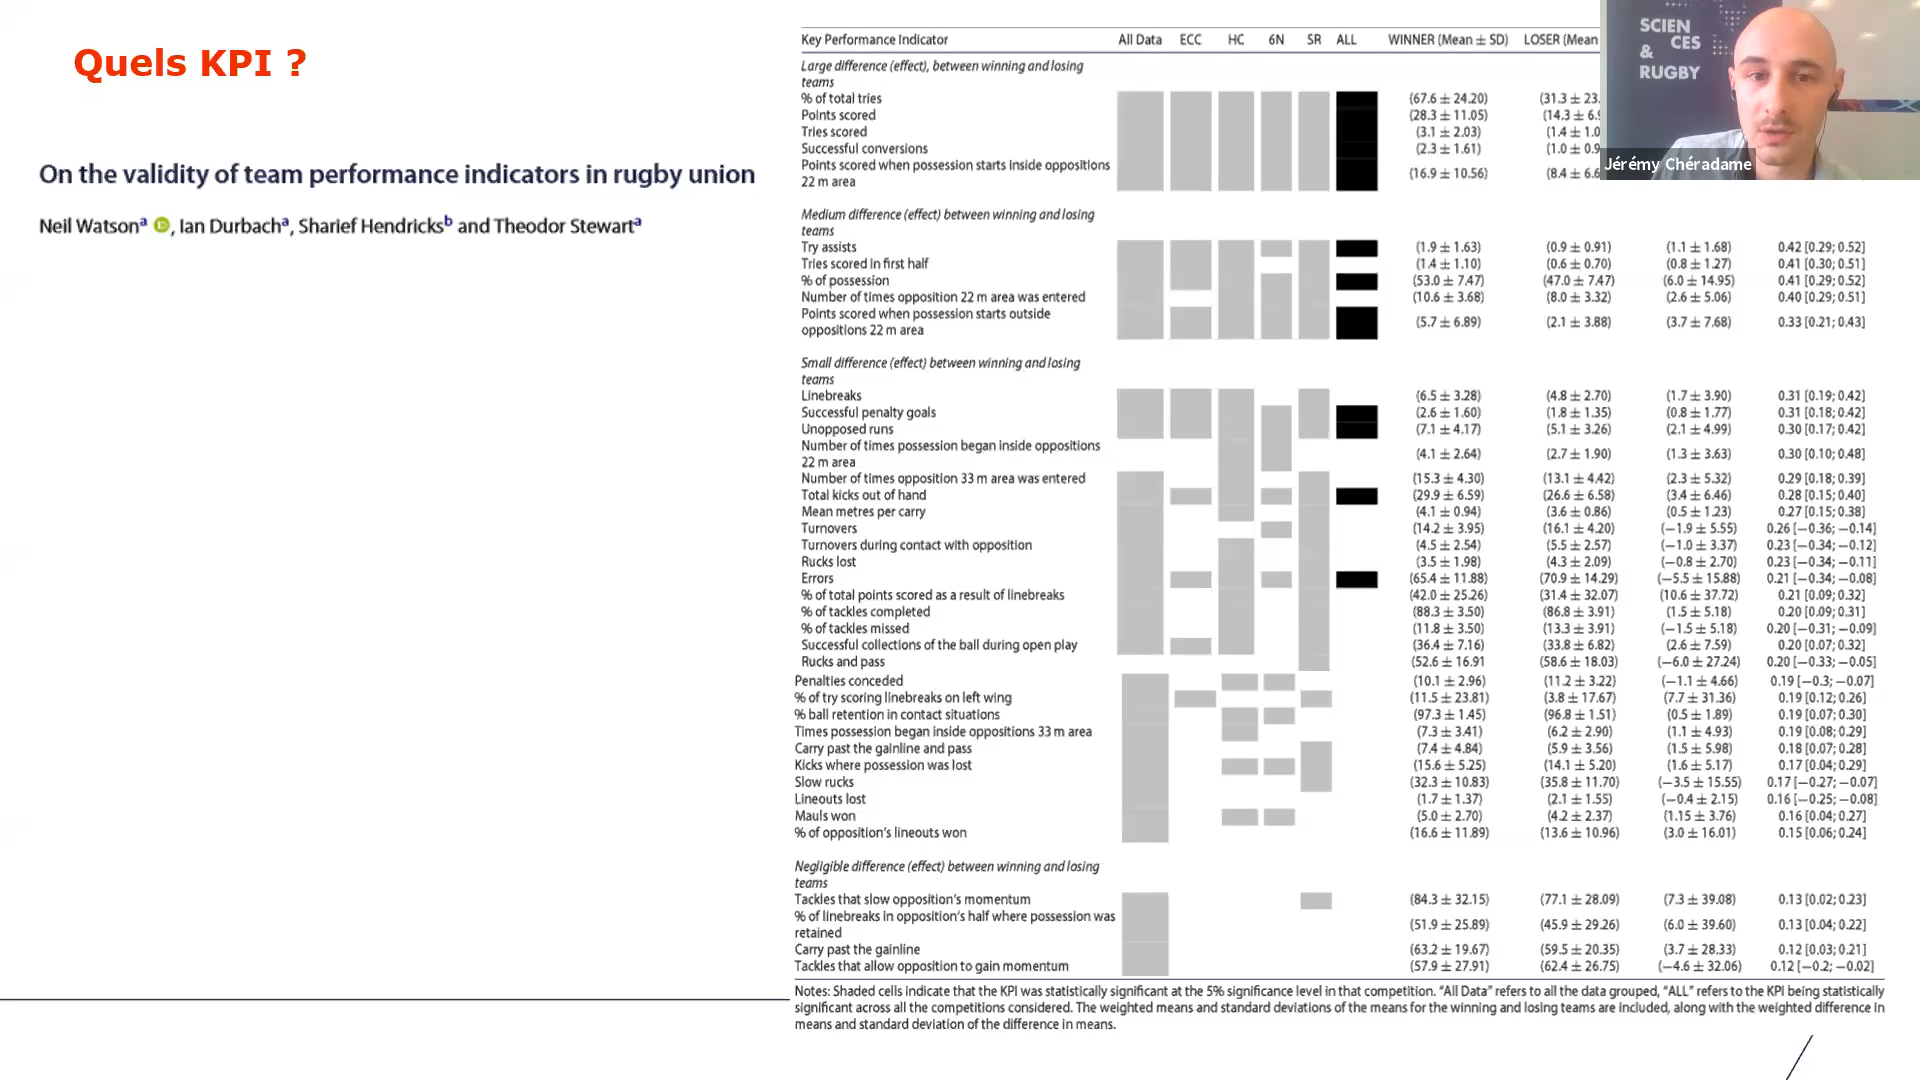 Quels KPI ?
On the validity of team performance indicators in rugby union
Neil Watsona, Ian Durbacha, Sharief Hendricksb and Theodor Stewarta
Key Performance Indicator All Data ECC HC 6N SR ALL WINNER (Mean ± SD) LOSER (Mean
Large difference (effect), between winning and losing
teams
% of total tries (67.6 ± 24.20) (31.3 ± 23.
Points scored (28.3 ± 11.05) (14.3 ± 6.9
Tries scored (3.1 ± 2.03) (1.4 ± 1.0
Successful conversions (2.3 ± 1.61) (1.0 ± 0.9
Points scored when possession starts inside oppositions
22 m area (16.9 ± 10.56) (8.4 ± 6.6
Medium difference (effect) between winning and losing
teams
Try assists (1.9 ± 1.63) (0.9 ± 0.91) (1.1 ± 1.68) 0.42 [0.29; 0.52]
Tries scored in first half (1.4 ± 1.10) (0.6 ± 0.70) (0.8 ± 1.27) 0.41 [0.30; 0.51]
% of possession (53.0 ± 7.47) (47.0 ± 7.47) (6.0 ± 14.95) 0.41 [0.29; 0.52]
Number of times opposition 22 m area was entered (10.6 ± 3.68) (8.0 ± 3.32) (2.6 ± 5.06) 0.40 [0.29; 0.51]
Points scored when possession starts outside
oppositions 22 m area (5.7 ± 6.89) (2.1 ± 3.88) (3.7 ± 7.68) 0.33 [0.21; 0.43]
Small difference (effect) between winning and losing
teams
Linebreaks (6.5 ± 3.28) (4.8 ± 2.70) (1.7 ± 3.90) 0.31 [0.19; 0.42]
Successful penalty goals (2.6 ± 1.60) (1.8 ± 1.35) (0.8 ± 1.77) 0.31 [0.18; 0.42]
Unopposed runs (7.1 ± 4.17) (5.1 ± 3.26) (2.1 ± 4.99) 0.30 [0.17; 0.42]
Number of times possession began inside oppositions
22 m area (4.1 ± 2.64) (2.7 ± 1.90) (1.3 ± 3.63) 0.30 [0.10; 0.48]
Number of times opposition 33 m area was entered (15.3 ± 4.30) (13.1 ± 4.42) (2.3 ± 5.32) 0.29 [0.18; 0.39]
Total kicks out of hand (29.9 ± 6.59) (26.6 ± 6.58) (3.4 ± 6.46) 0.28 [0.15; 0.40]
Mean metres per carry (4.1 ± 0.94) (3.6 ± 0.86) (0.5 ± 1.23) 0.27 [0.15; 0.38]
Turnovers (14.2 ± 3.95) (16.1 ± 4.20) (−1.9 ± 5.55) 0.26 [−0.36; −0.14]
Turnovers during contact with opposition (4.5 ± 2.54) (5.5 ± 2.57) (−1.0 ± 3.37) 0.23 [−0.34; −0.12]
Rucks lost (3.5 ± 1.98) (4.3 ± 2.09) (−0.8 ± 2.70) 0.23 [−0.34; −0.11]
Errors (65.4 ± 11.88) (70.9 ± 14.29) (−5.5 ± 15.88) 0.21 [−0.34; −0.08]
% of total points scored as a result of linebreaks (42.0 ± 25.26) (31.4 ± 32.07) (10.6 ± 37.72) 0.21 [0.09; 0.32]
% of tackles completed (88.3 ± 3.50) (86.8 ± 3.91) (1.5 ± 5.18) 0.20 [0.09; 0.31]
% of tackles missed (11.8 ± 3.50) (13.3 ± 3.91) (−1.5 ± 5.18) 0.20 [−0.31; −0.09]
Successful collections of the ball during open play (36.4 ± 7.16) (33.8 ± 6.82) (2.6 ± 7.59) 0.20 [0.07; 0.32]
Rucks and pass (52.6 ± 16.91 (58.6 ± 18.03) (−6.0 ± 27.24) 0.20 [−0.33; −0.05]
Penalties conceded (10.1 ± 2.96) (11.2 ± 3.22) (−1.1 ± 4.66) 0.19 [−0.3; −0.07]
% of try scoring linebreaks on left wing (11.5 ± 23.81) (3.8 ± 17.67) (7.7 ± 31.36) 0.19 [0.12; 0.26]
% ball retention in contact situations (97.3 ± 1.45) (96.8 ± 1.51) (0.5 ± 1.89) 0.19 [0.07; 0.30]
Times possession began inside oppositions 33 m area (7.3 ± 3.41) (6.2 ± 2.90) (1.1 ± 4.93) 0.19 [0.08; 0.29]
Carry past the gainline and pass (7.4 ± 4.84) (5.9 ± 3.56) (1.5 ± 5.98) 0.18 [0.07; 0.28]
Kicks where possession was lost (15.6 ± 5.25) (14.1 ± 5.20) (1.6 ± 5.17) 0.17 [0.04; 0.29]
Slow rucks (32.3 ± 10.83) (35.8 ± 11.70) (−3.5 ± 15.55) 0.17 [−0.27; −0.07]
Lineouts lost (1.7 ± 1.37) (2.1 ± 1.55) (−0.4 ± 2.15) 0.16 [−0.25; −0.08]
Mauls won (5.0 ± 2.70) (4.2 ± 2.37) (1.15 ± 3.76) 0.16 [0.04; 0.27]
% of opposition's lineouts won (16.6 ± 11.89) (13.6 ± 10.96) (3.0 ± 16.01) 0.15 [0.06; 0.24]
Negligible difference (effect) between winning and losing
teams
Tackles that slow opposition's momentum (84.3 ± 32.15) (77.1 ± 28.09) (7.3 ± 39.08) 0.13 [0.02; 0.23]
% of linebreaks in opposition's half where possession was
retained (51.9 ± 25.89) (45.9 ± 29.26) (6.0 ± 39.60) 0.13 [0.04; 0.22]
Carry past the gainline (63.2 ± 19.67) (59.5 ± 20.35) (3.7 ± 28.33) 0.12 [0.03; 0.21]
Tackles that allow opposition to gain momentum (57.9 ± 27.91) (62.4 ± 26.75) (−4.6 ± 32.06) 0.12 [−0.2; −0.02]
Notes: Shaded cells indicate that the KPI was statistically significant at the 5% significance level in that competition. “All Data” refers to all the data grouped, “ALL” refers to the KPI being statistically
significant across all the competitions considered. The weighted means and standard deviations of the means for the winning and losing teams are included, along with the weighted difference in
means and standard deviation of the difference in means.
SCIEN
CES
&
RUGBY
Jérémy Chéradame